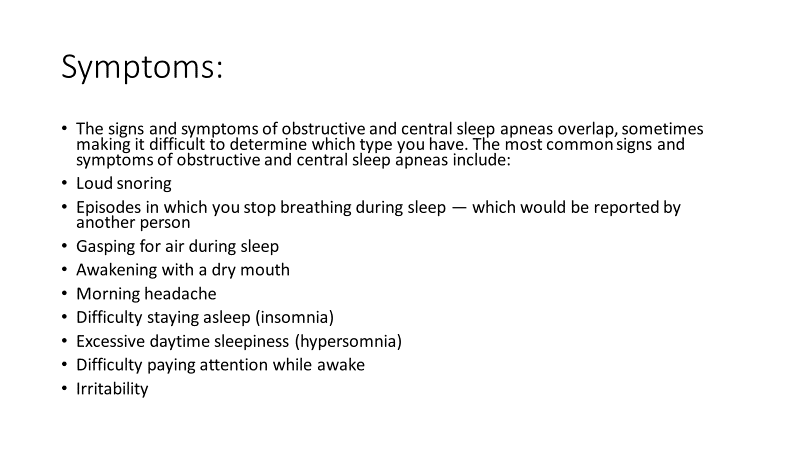 Symptoms:
• The signs and symptoms of obstructive and central sleep apneas overlap, sometimes
making it difficult to determine which type you have. The most common signs and
symptoms of obstructive and central sleep apneas include:
• Loud snoring
• Episodes in which you stop breathing during sleep — which would be reported by
another person
• Gasping for air during sleep
• Awakening with a dry mouth
• Morning headache
• Difficulty staying asleep (insomnia)
• Excessive daytime sleepiness (hypersomnia)
• Difficulty paying attention while awake
• Irritability